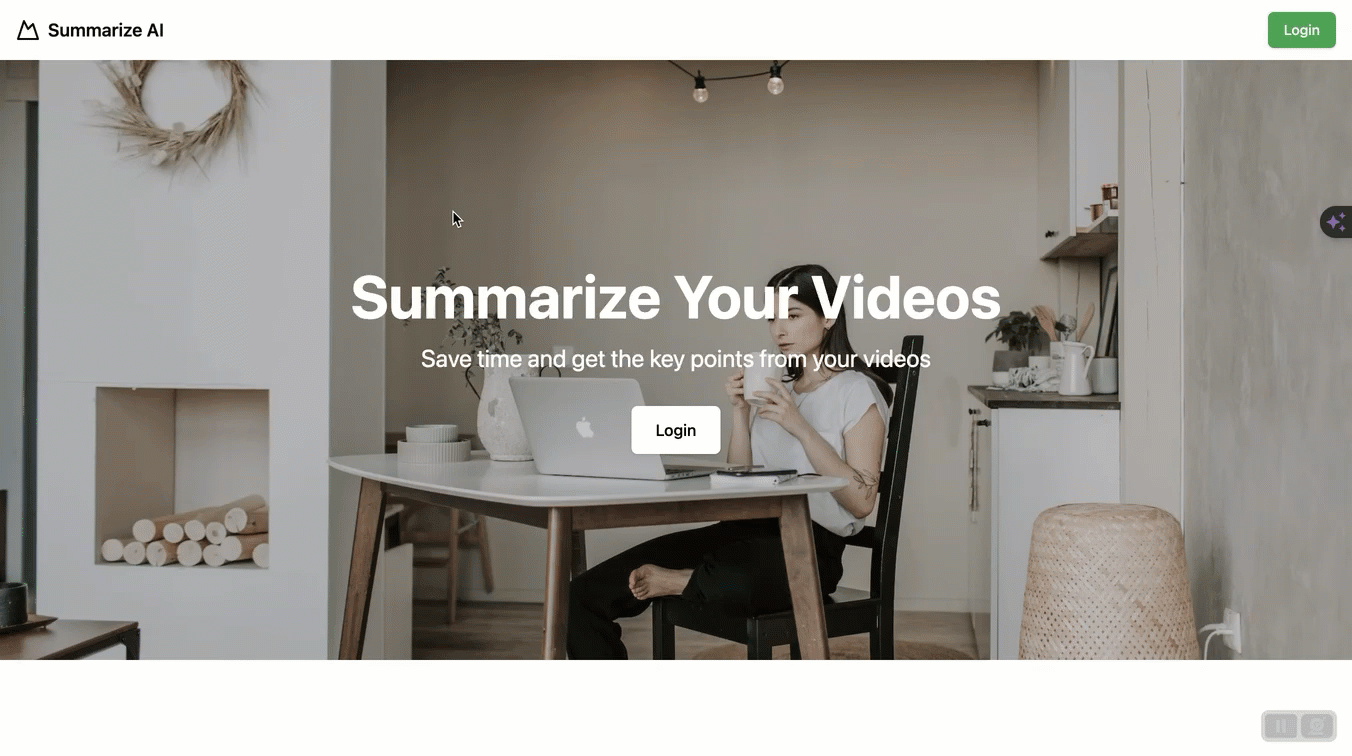 Summarize AI
Login
Summarize Your Videos
Save time and get the key points from your videos
Login